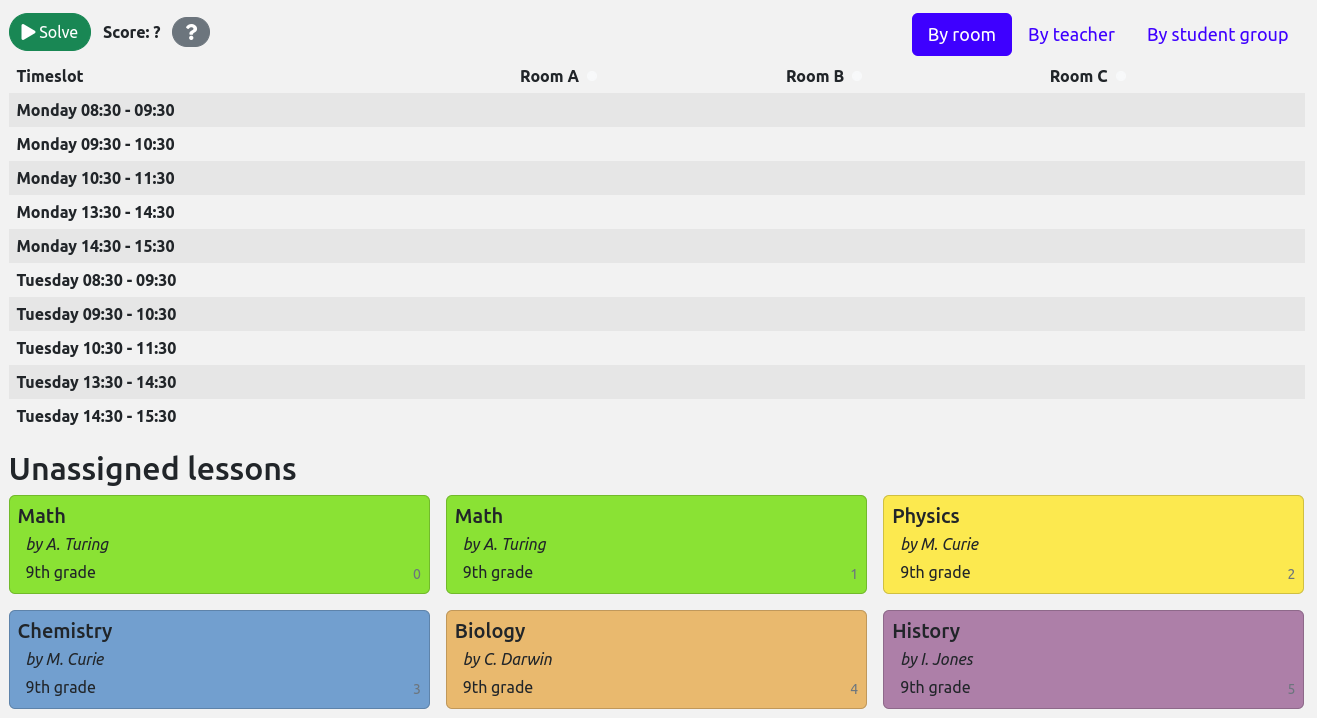 Solve Score: ? ? By room By teacher By student group
Timeslot Room A Room B Room C
Monday 08:30 - 09:30
Monday 09:30 - 10:30
Monday 10:30 - 11:30
Monday 13:30 - 14:30
Monday 14:30 - 15:30
Tuesday 08:30 - 09:30
Tuesday 09:30 - 10:30
Tuesday 10:30 - 11:30
Tuesday 13:30 - 14:30
Tuesday 14:30 - 15:30
Unassigned lessons
Math
by A. Turing
9th grade 0
Math
by A. Turing
9th grade 1
Physics
by M. Curie
9th grade 2
Chemistry
by M. Curie
9th grade 3
Biology
by C. Darwin
9th grade 4
History
by I. Jones
9th grade 5